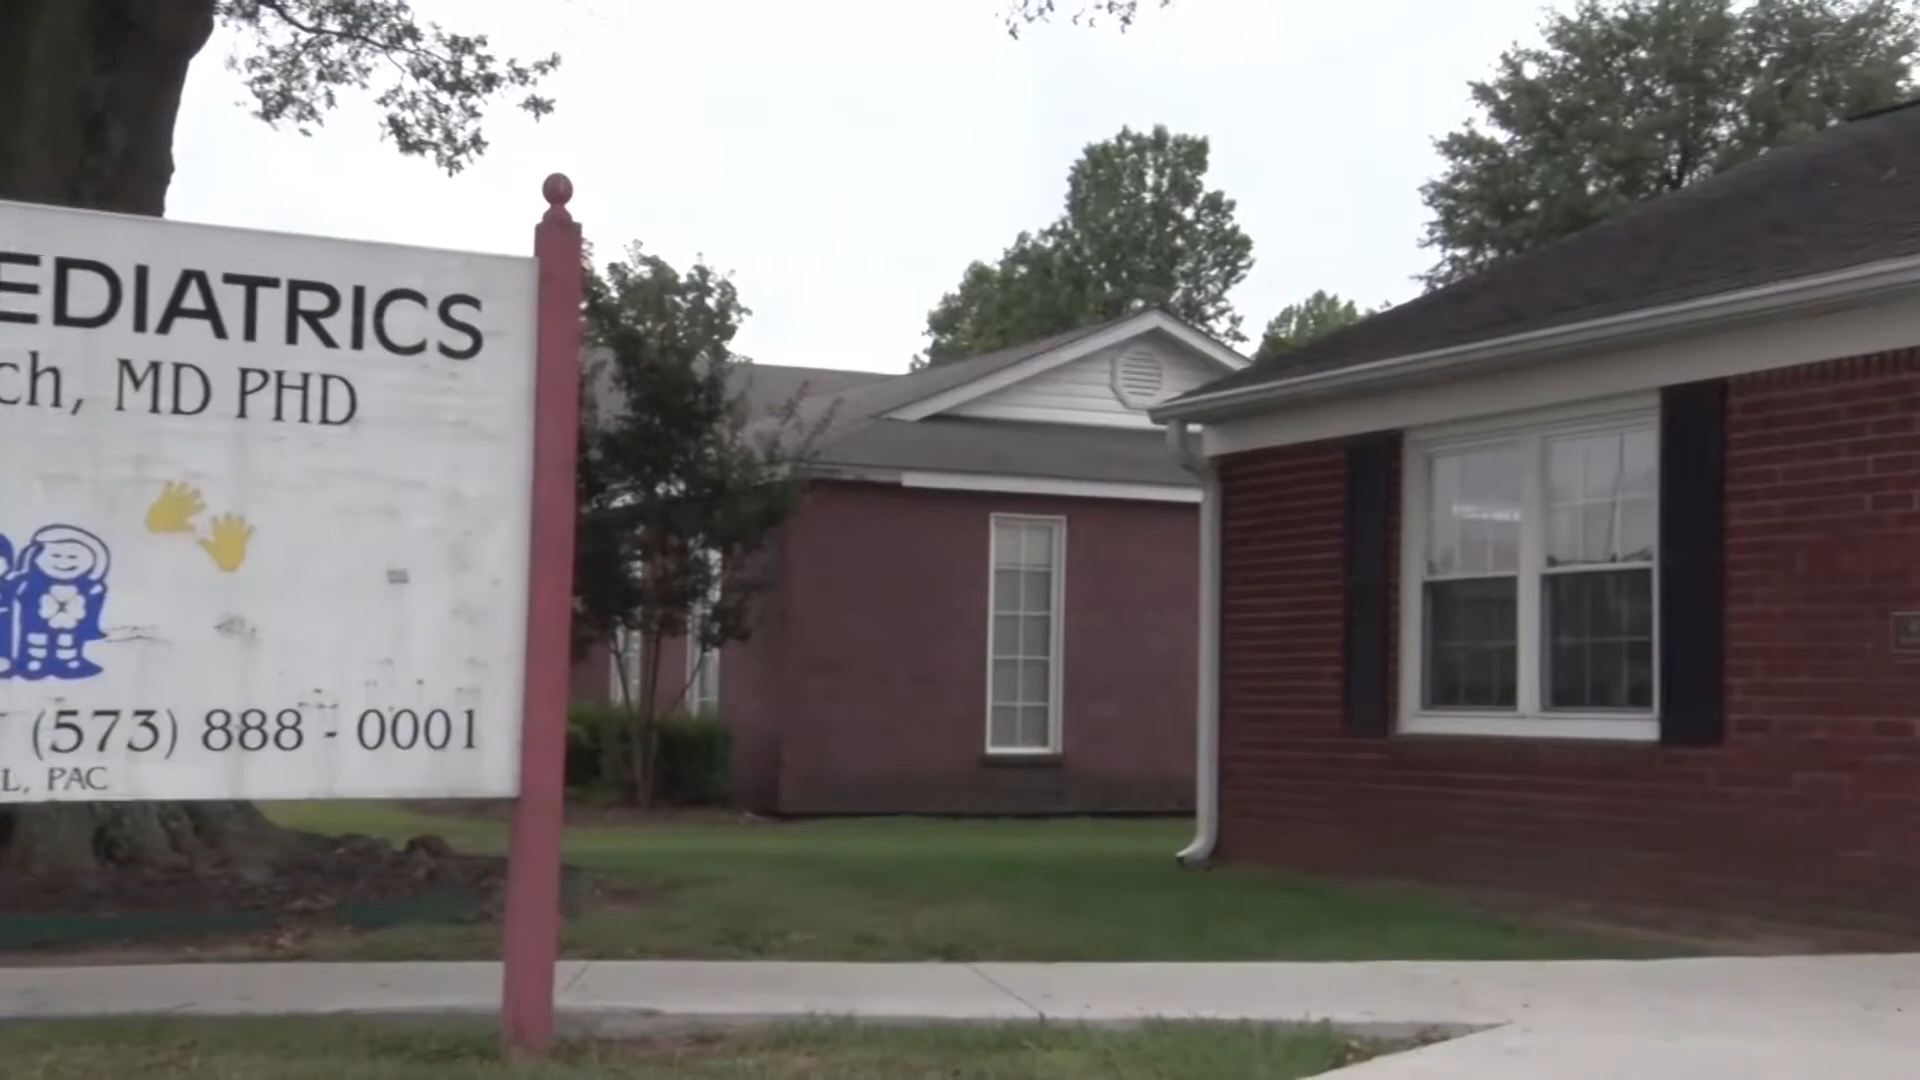 EDIATRICS
ch, MD PHD
(573) 888-0001
L, PAC